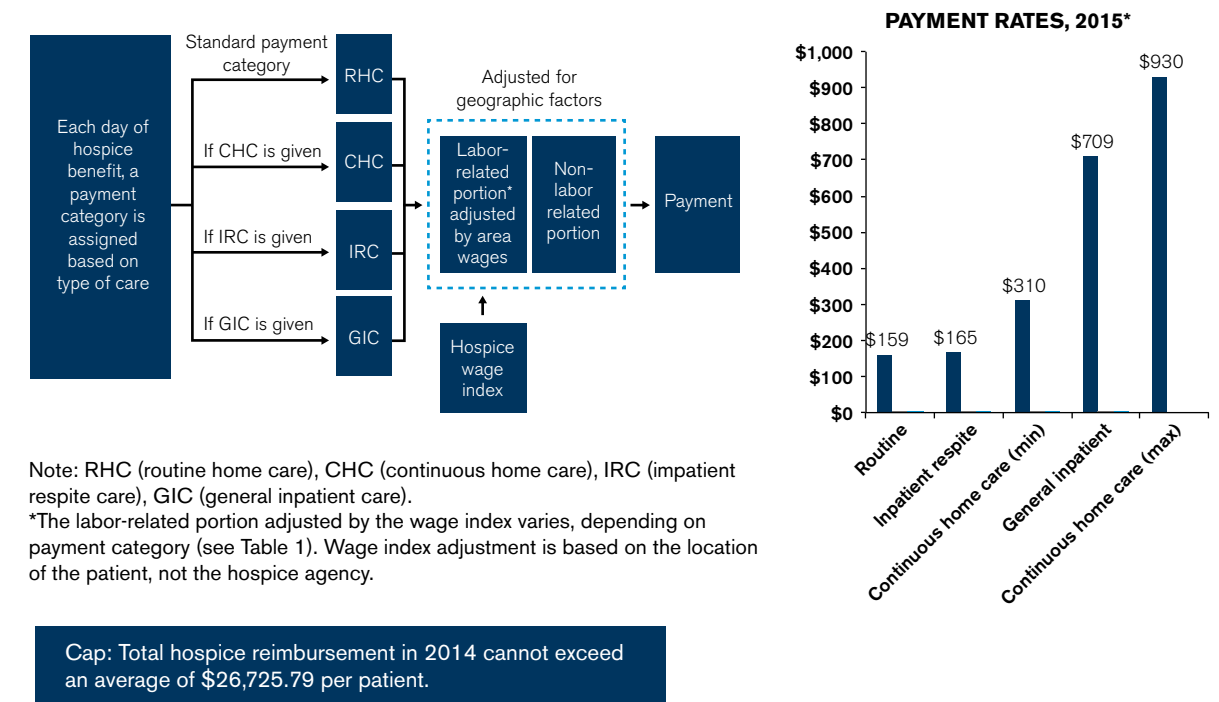 Each day of
hospice
benefit, a
payment
category is
assigned
based on
type of care
Standard payment
category
If CHC is given
If IRC is given
If GIC is given
RHC
CHC
IRC
GIC
Adjusted for
geographic factors
Labor-
related
portion*
adjusted
by area
wages
Non-
labor
related
portion
Hospice
wage
index
Payment
Note: RHC (routine home care), CHC (continuous home care), IRC (impatient
respite care), GIC (general inpatient care).
*The labor-related portion adjusted by the wage index varies, depending on
payment category (see Table 1). Wage index adjustment is based on the location
of the patient, not the hospice agency.
Cap: Total hospice reimbursement in 2014 cannot exceed
an average of $26,725.79 per patient.
PAYMENT RATES, 2015*
$1,000
$900
$800
$700
$600
$500
$400
$300
$200
$100
$0
$159
$165
$310
$709
$930
Routine
Inpatient respite
Continuous home care (min)
General inpatient
Continuous home care (max)